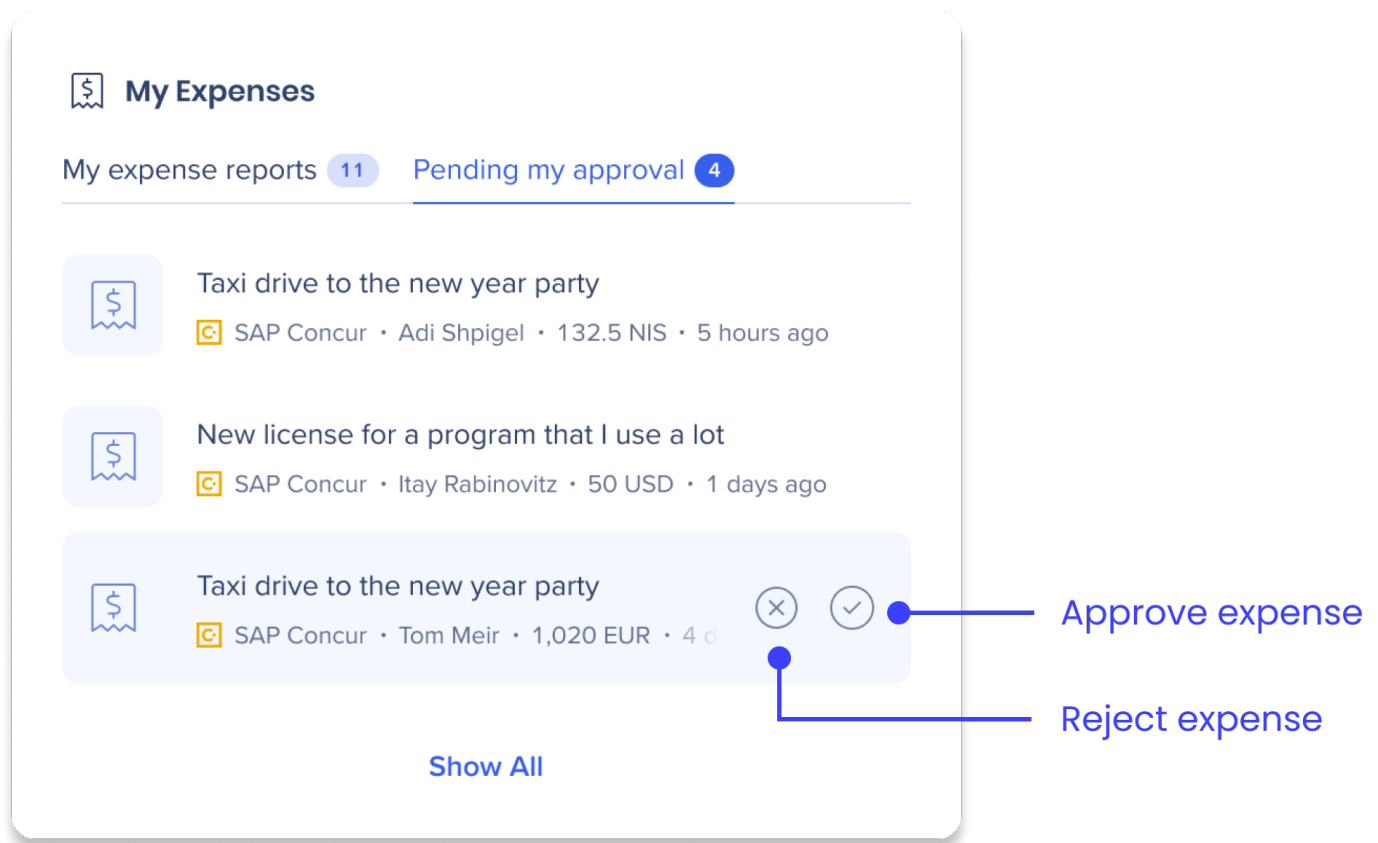 My Expenses
My expense reports 11 Pending my approval 4
Taxi drive to the new year party
SAP Concur · Adi Shpigel · 132.5 NIS · 5 hours ago
New license for a program that I use a lot
SAP Concur · Itay Rabinovitz · 50 USD · 1 days ago
Taxi drive to the new year party
SAP Concur · Tom Meir · 1,020 EUR · 4 d
Approve expense
Reject expense
Show All